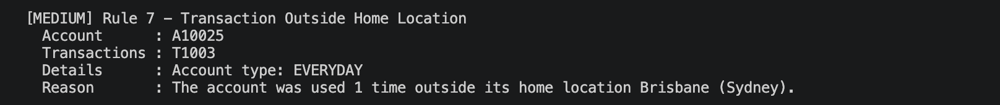 [MEDIUM] Rule 7 – Transaction Outside Home Location
Account : A10025
Transactions : T1003
Details : Account type: EVERYDAY
Reason : The account was used 1 time outside its home location Brisbane (Sydney).